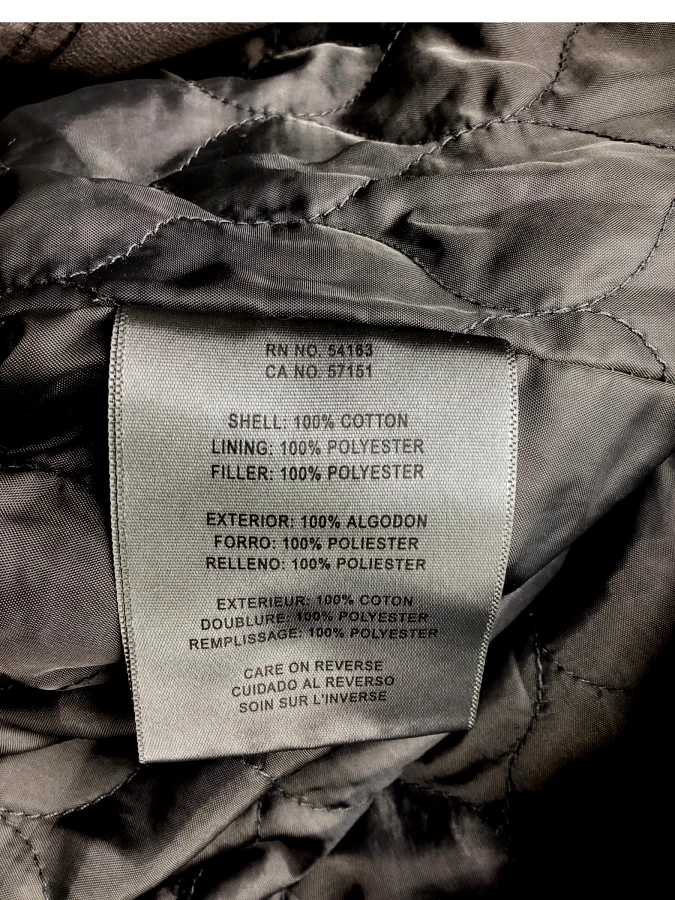 RN NO. 54163
CA NO. 57151
SHELL: 100% COTTON
LINING: 100% POLYESTER
FILLER: 100% POLYESTER
EXTERIOR: 100% ALGODON
FORRO: 100% POLIESTER
RELLENO: 100% POLIESTER
EXTERIEUR: 100% COTON
DOUBLURE: 100% POLYESTER
REMPLISSAGE: 100% POLYESTER
CARE ON REVERSE
CUIDADO AL REVERSO
SOIN SUR L'INVERSE